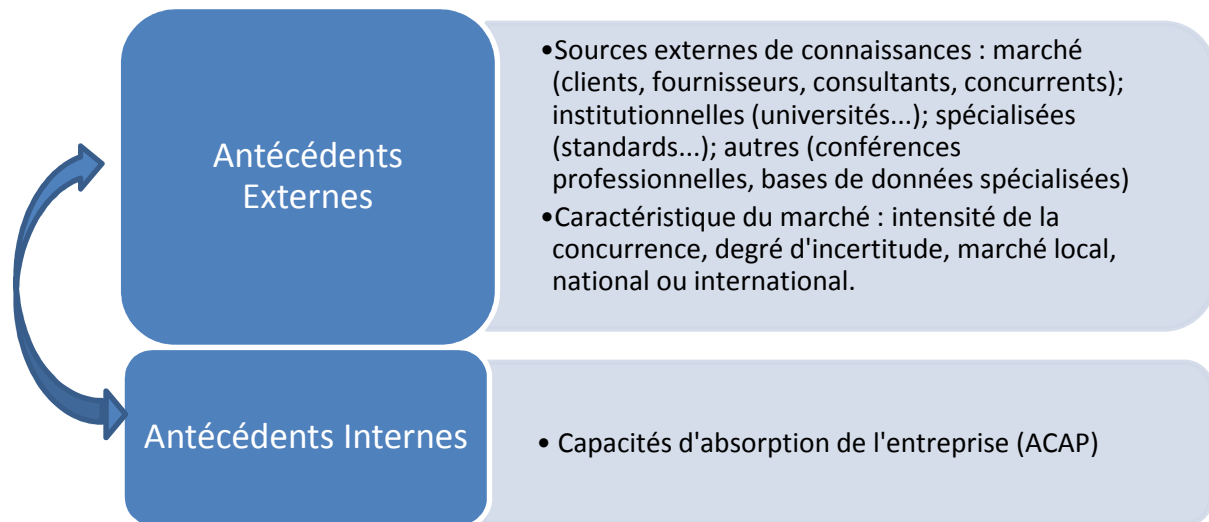 Antécédents
Externes
•Sources externes de connaissances : marché
(clients, fournisseurs, consultants, concurrents);
institutionnelles (universités...); spécialisées
(standards...); autres (conférences
professionnelles, bases de données spécialisées)
•Caractéristique du marché : intensité de la
concurrence, degré d'incertitude, marché local,
national ou international.
Antécédents Internes
• Capacités d'absorption de l'entreprise (ACAP)